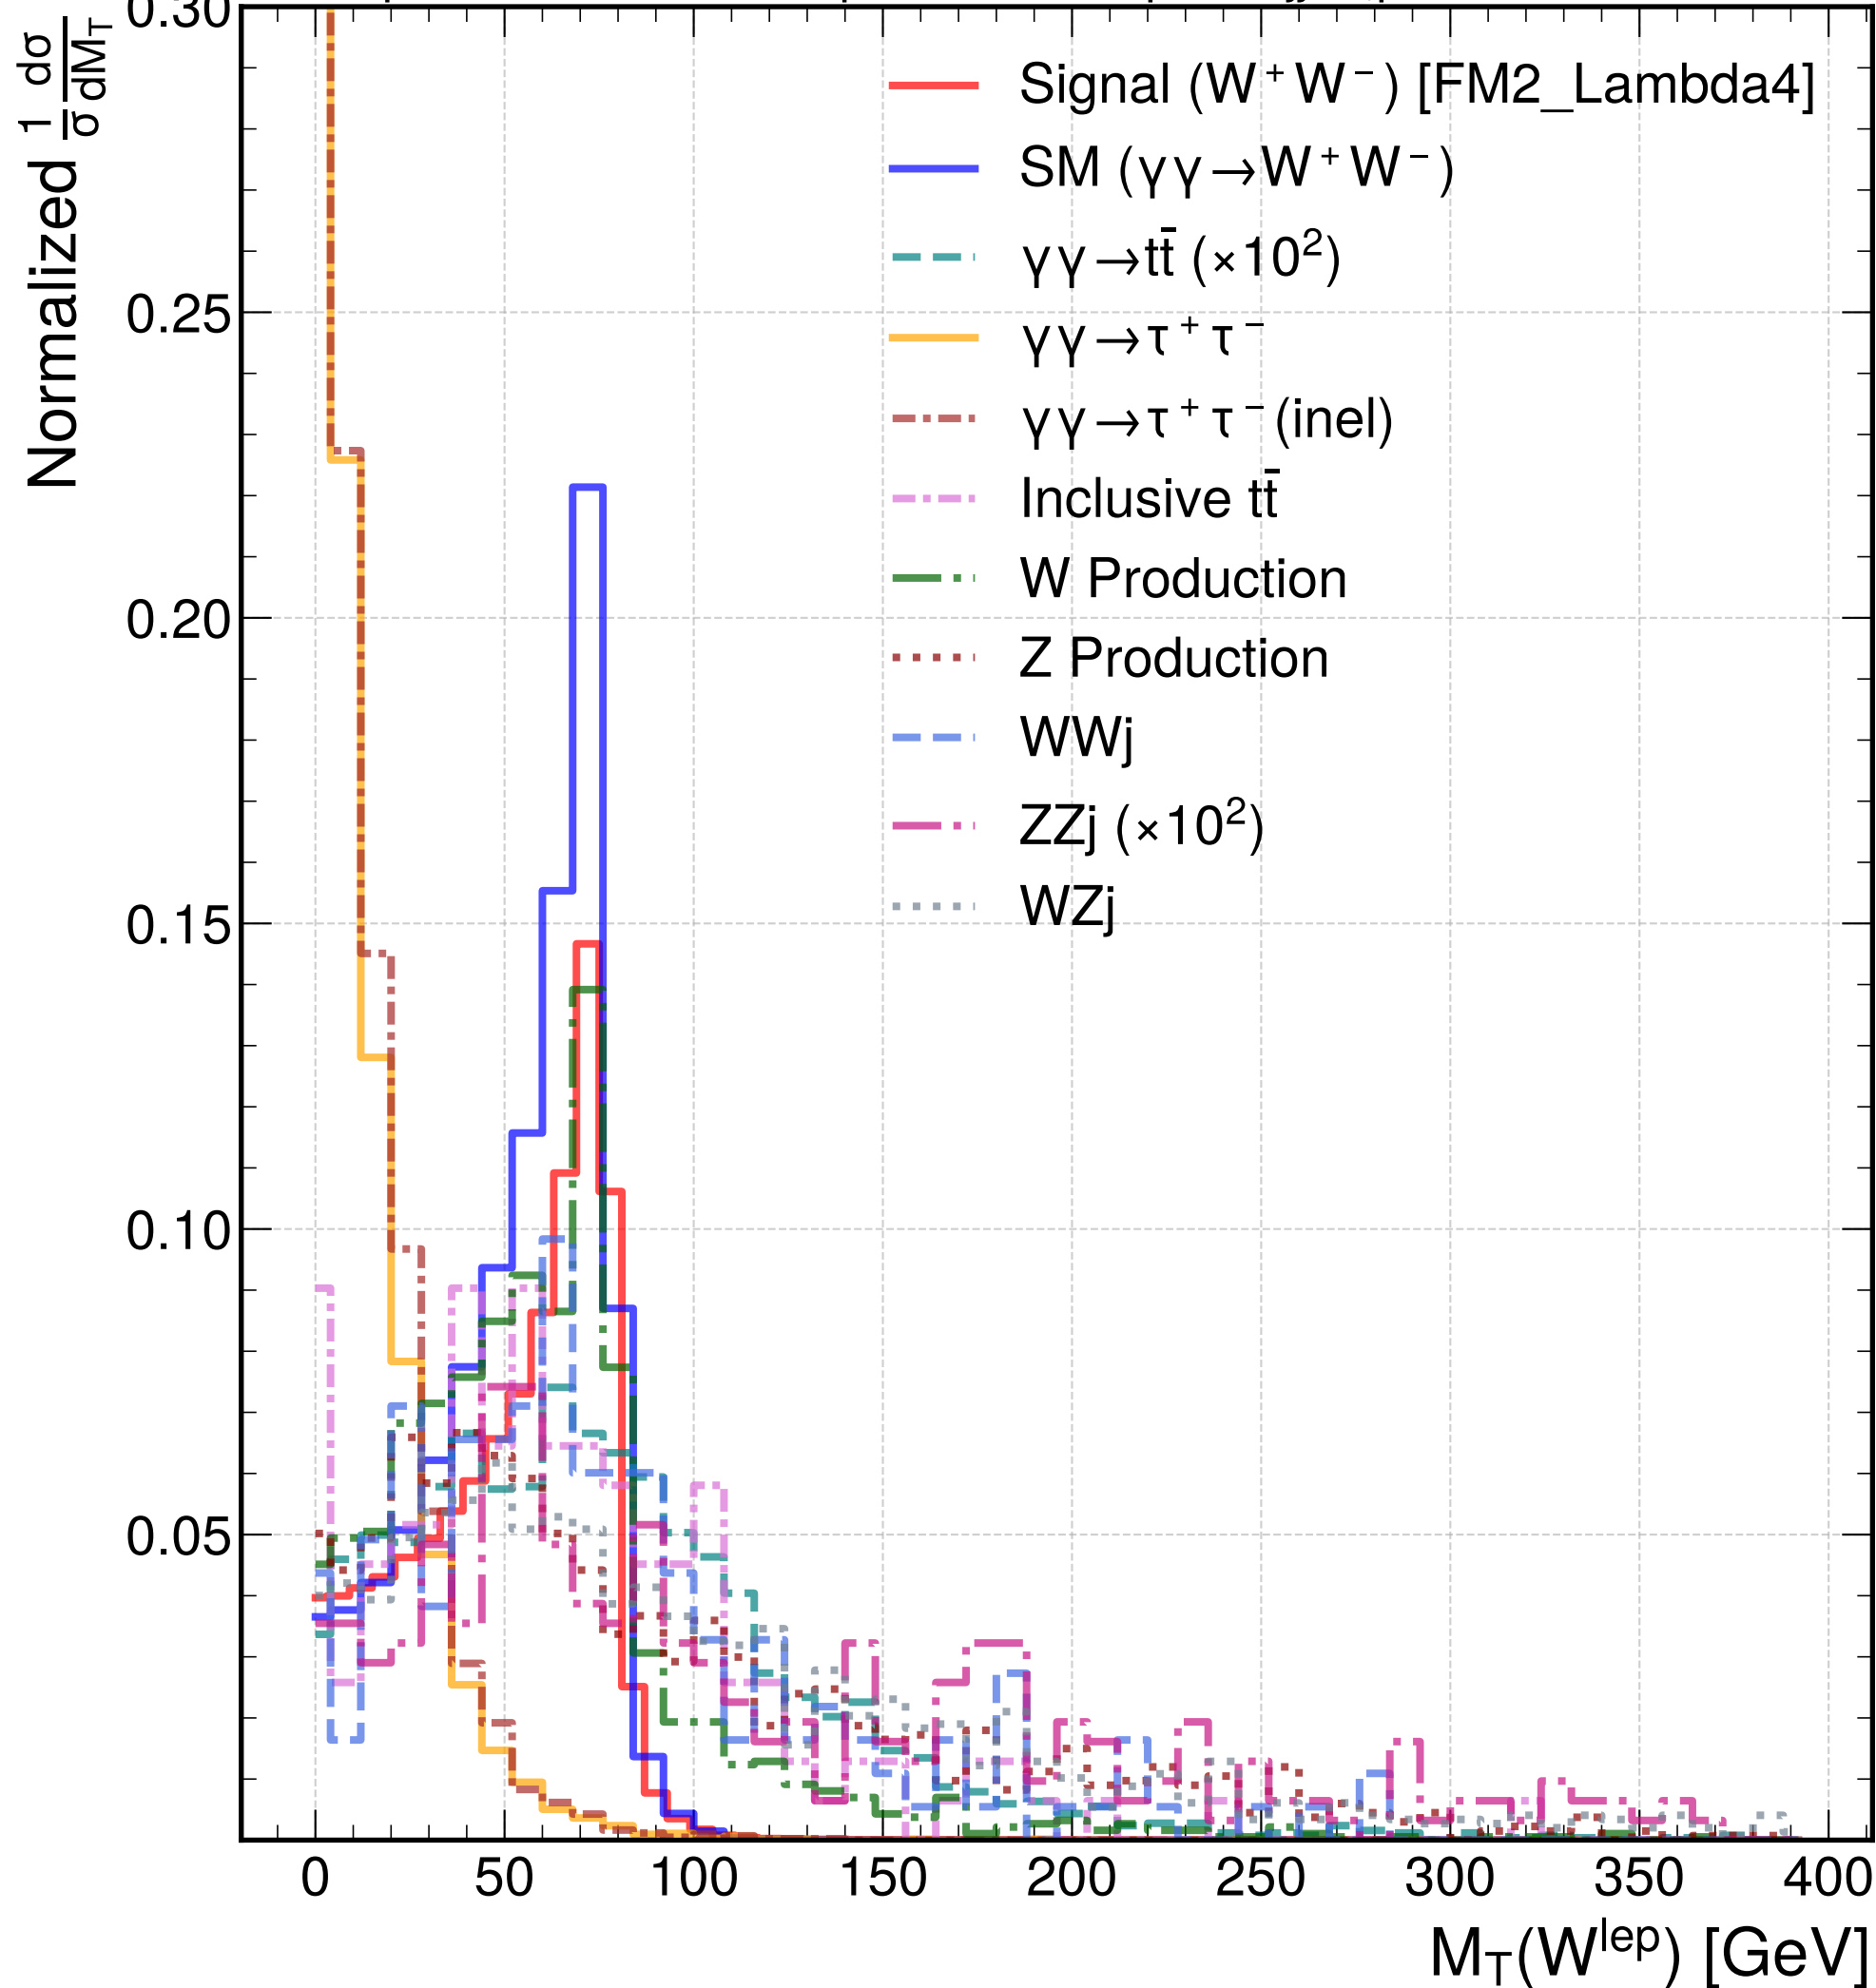 Normalized 1/σ dσ/dM_T
0.30
0.25
0.20
0.15
0.10
0.05
Signal (W⁺W⁻) [FM2_Lambda4]
SM (γγ→W⁺W⁻)
γγ→tt̄ (×10²)
γγ→τ⁺τ⁻
γγ→τ⁺τ⁻(inel)
Inclusive tt̄
W Production
Z Production
WWj
ZZj (×10²)
WZj
0 50 100 150 200 250 300 350 400
M_T(W^lep) [GeV]